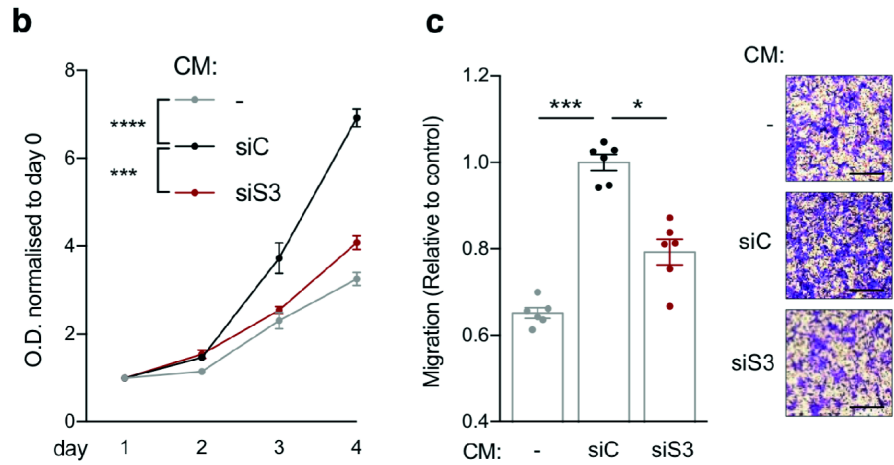 b
CM:
-
siC
siS3
****
***
8
6
4
2
0
O.D. normalised to day 0
day 1 2 3 4
c
Migration (Relative to control)
1.2
1.0
0.8
0.6
0.4
*** *
CM: - siC siS3
CM:
-
siC
siS3